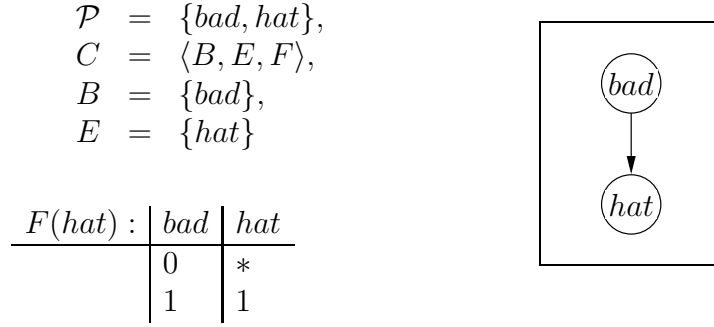 𝒫 = {bad, hat},
C = ⟨B, E, F⟩,
B = {bad},
E = {hat}
F(hat) : bad hat
0 *
1 1
bad
hat